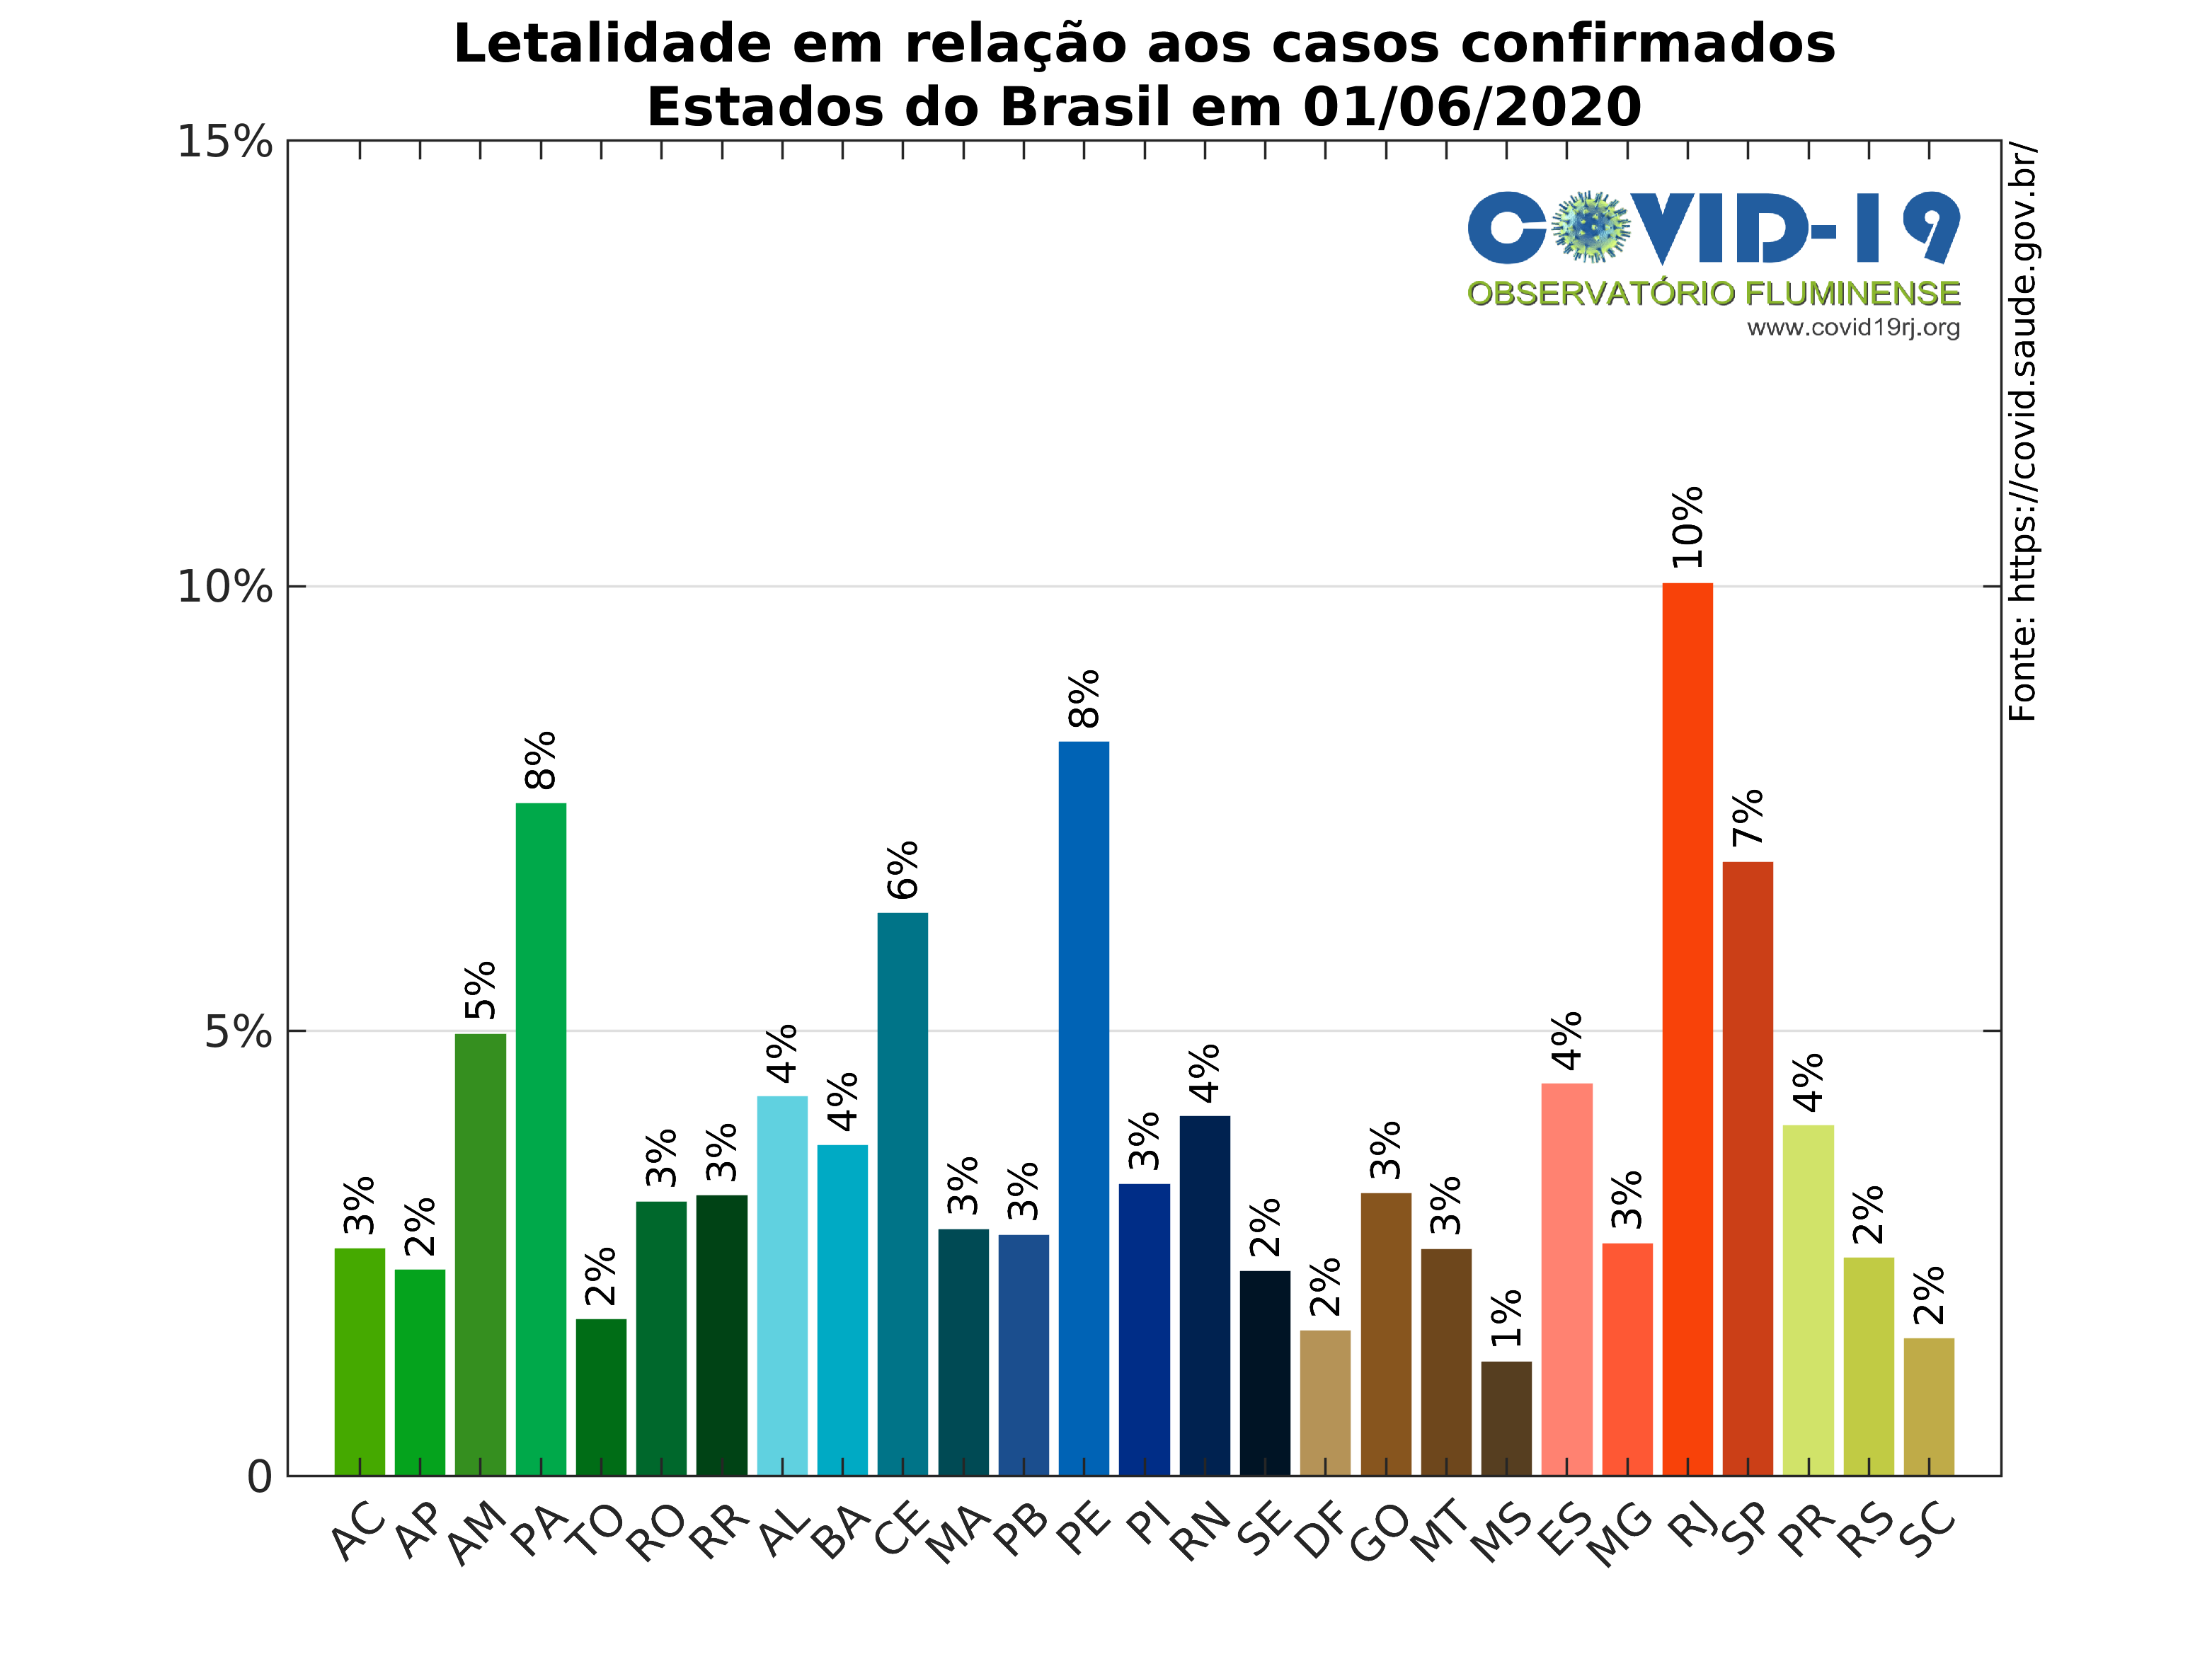 Letalidade em relação aos casos confirmados
Estados do Brasil em 01/06/2020
15%
10%
5%
0
COVID-19
OBSERVATÓRIO FLUMINENSE
www.covid19rj.org
Fonte: https://covid.saude.gov.br/
3%
2%
5%
8%
2%
3%
3%
4%
4%
6%
3%
3%
8%
3%
4%
2%
2%
3%
3%
1%
4%
3%
10%
7%
4%
2%
2%
AC
AP
AM
PA
TO
RO
RR
AL
BA
CE
MA
PB
PE
PI
RN
SE
DF
GO
MT
MS
ES
MG
RJ
SP
PR
RS
SC